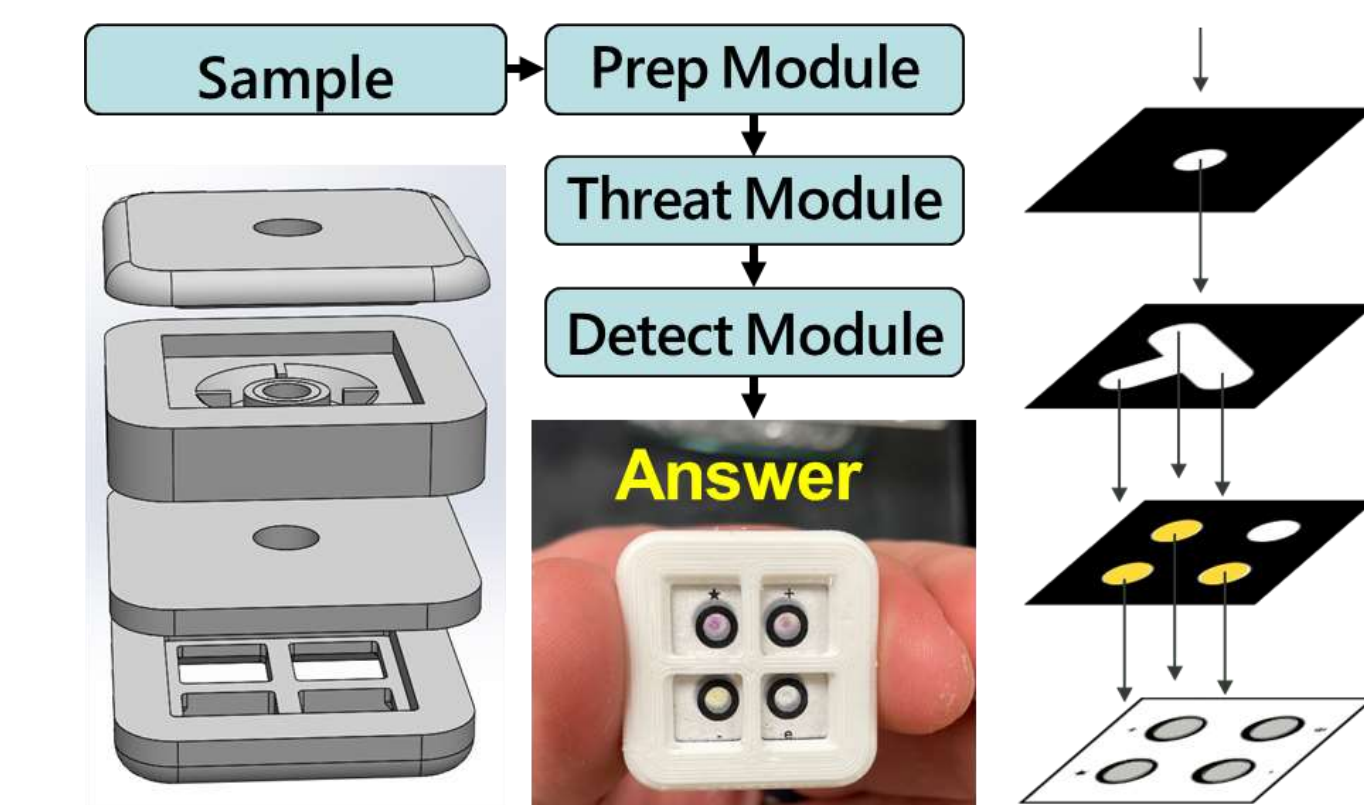 Sample
Prep Module
Threat Module
Detect Module
Answer
★ +
- e